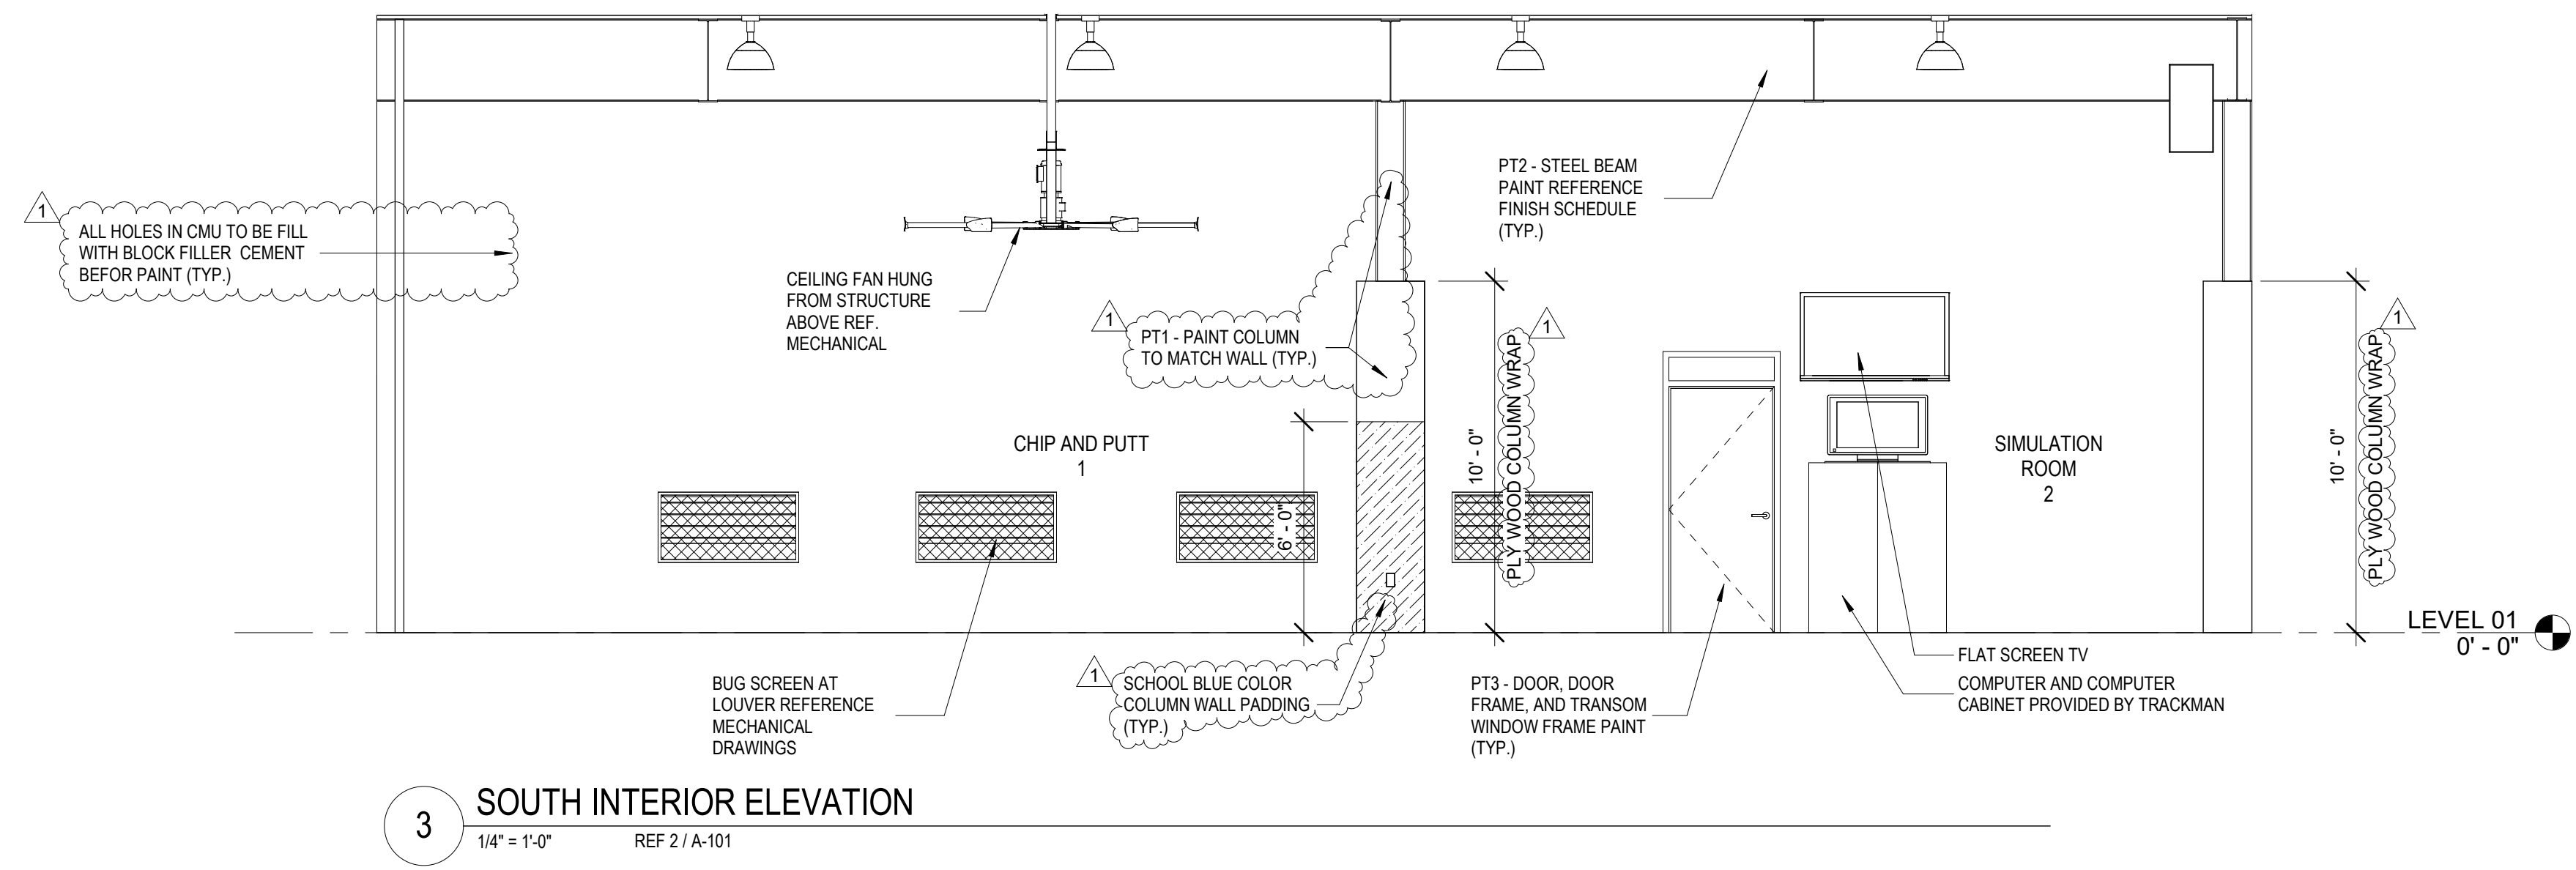 PT2 - STEEL BEAM
PAINT REFERENCE
FINISH SCHEDULE
(TYP.)
1
ALL HOLES IN CMU TO BE FILL
WITH BLOCK FILLER CEMENT
BEFOR PAINT (TYP.)
CEILING FAN HUNG
FROM STRUCTURE
ABOVE REF.
MECHANICAL
1
PT1 - PAINT COLUMN
TO MATCH WALL (TYP.)
1
PLY WOOD COLUMN WRAP
10' - 0"
1
PLY WOOD COLUMN WRAP
10' - 0"
6' - 0"
CHIP AND PUTT
1
SIMULATION
ROOM
2
LEVEL 01
0' - 0"
BUG SCREEN AT
LOUVER REFERENCE
MECHANICAL
DRAWINGS
1
SCHOOL BLUE COLOR
COLUMN WALL PADDING
(TYP.)
PT3 - DOOR, DOOR
FRAME, AND TRANSOM
WINDOW FRAME PAINT
(TYP.)
FLAT SCREEN TV
COMPUTER AND COMPUTER
CABINET PROVIDED BY TRACKMAN
3
SOUTH INTERIOR ELEVATION
1/4" = 1'-0"
REF 2 / A-101